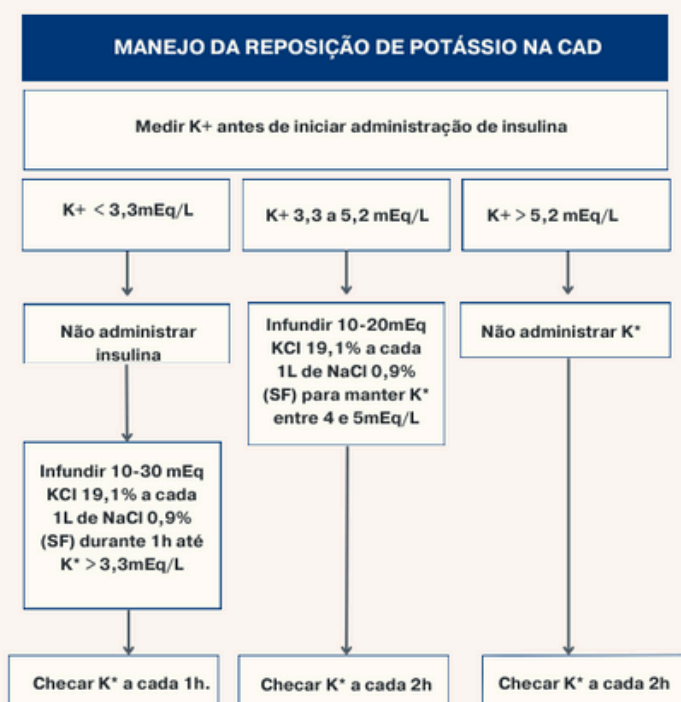 MANEJO DA REPOSIÇÃO DE POTÁSSIO NA CAD
Medir K+ antes de iniciar administração de insulina
K+ < 3,3mEq/L
K+ 3,3 a 5,2 mEq/L
K+ > 5,2 mEq/L
Não administrar
insulina
Infundir 10-20mEq
KCl 19,1% a cada
1L de NaCl 0,9%
(SF) para manter K*
entre 4 e 5mEq/L
Não administrar K*
Infundir 10-30 mEq
KCl 19,1% a cada
1L de NaCl 0,9%
(SF) durante 1h até
K* > 3,3mEq/L
Checar K* a cada 1h.
Checar K* a cada 2h
Checar K* a cada 2h